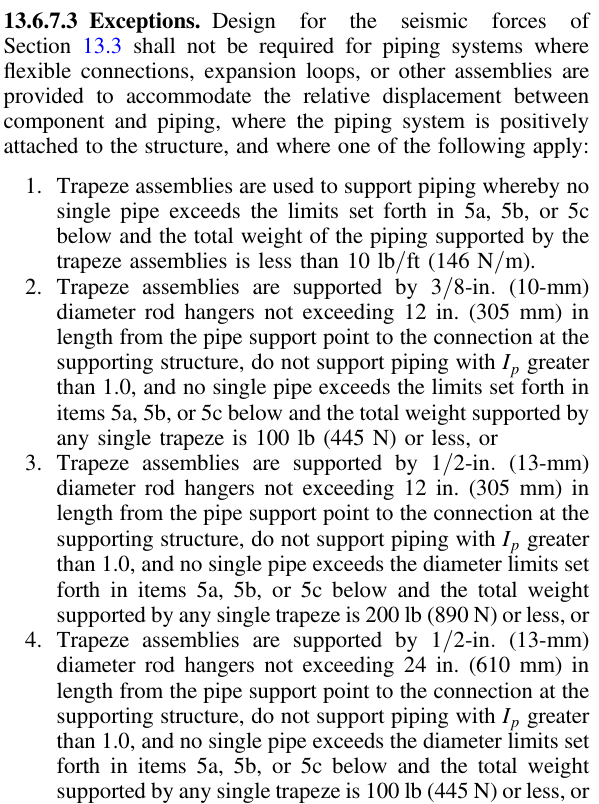 13.6.7.3 Exceptions. Design for the seismic forces of
Section 13.3 shall not be required for piping systems where
flexible connections, expansion loops, or other assemblies are
provided to accommodate the relative displacement between
component and piping, where the piping system is positively
attached to the structure, and where one of the following apply:
1. Trapeze assemblies are used to support piping whereby no
single pipe exceeds the limits set forth in 5a, 5b, or 5c
below and the total weight of the piping supported by the
trapeze assemblies is less than 10 lb/ft (146 N/m).
2. Trapeze assemblies are supported by 3/8-in. (10-mm)
diameter rod hangers not exceeding 12 in. (305 mm) in
length from the pipe support point to the connection at the
supporting structure, do not support piping with Ip greater
than 1.0, and no single pipe exceeds the limits set forth in
items 5a, 5b, or 5c below and the total weight supported by
any single trapeze is 100 lb (445 N) or less, or
3. Trapeze assemblies are supported by 1/2-in. (13-mm)
diameter rod hangers not exceeding 12 in. (305 mm) in
length from the pipe support point to the connection at the
supporting structure, do not support piping with Ip greater
than 1.0, and no single pipe exceeds the diameter limits set
forth in items 5a, 5b, or 5c below and the total weight
supported by any single trapeze is 200 lb (890 N) or less, or
4. Trapeze assemblies are supported by 1/2-in. (13-mm)
diameter rod hangers not exceeding 24 in. (610 mm) in
length from the pipe support point to the connection at the
supporting structure, do not support piping with Ip greater
than 1.0, and no single pipe exceeds the diameter limits set
forth in items 5a, 5b, or 5c below and the total weight
supported by any single trapeze is 100 lb (445 N) or less, or